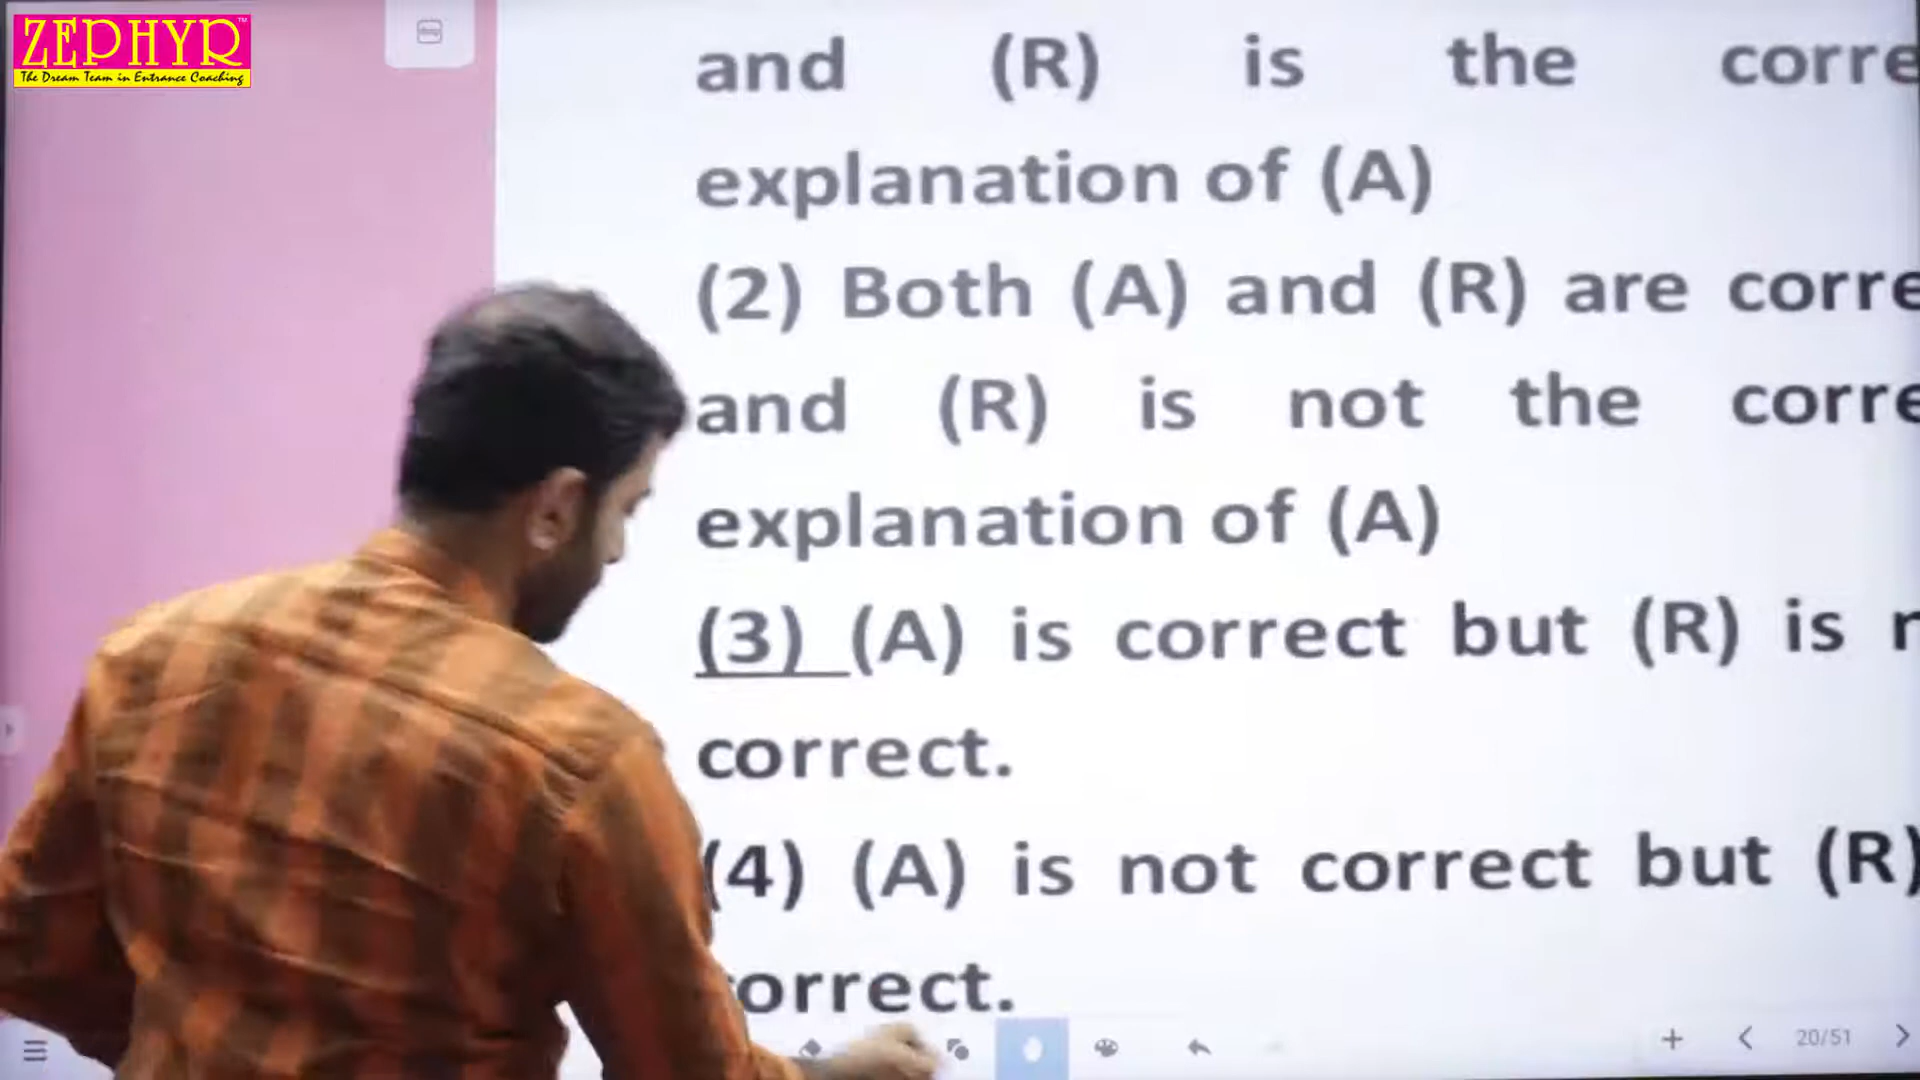 ZEPHYR™
The Dream Team in Entrance Coaching
and (R) is the corre
explanation of (A)
(2) Both (A) and (R) are corre
and (R) is not the corre
explanation of (A)
(3) (A) is correct but (R) is
correct.
(4) (A) is not correct but (R)
orrect.
20/51